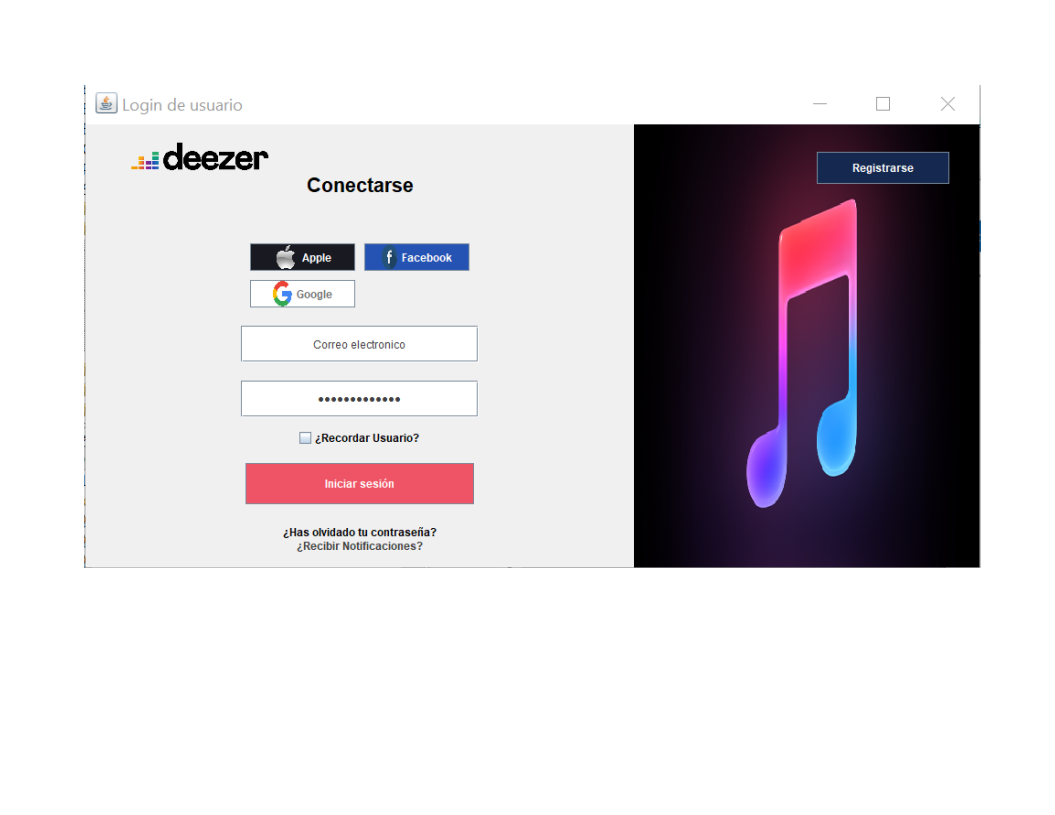 Login de usuario
deezer
Conectarse
Registrarse
Apple
Facebook
Google
Correo electronico
•••••••••••••
¿Recordar Usuario?
Iniciar sesión
¿Has olvidado tu contraseña?
¿Recibir Notificaciones?